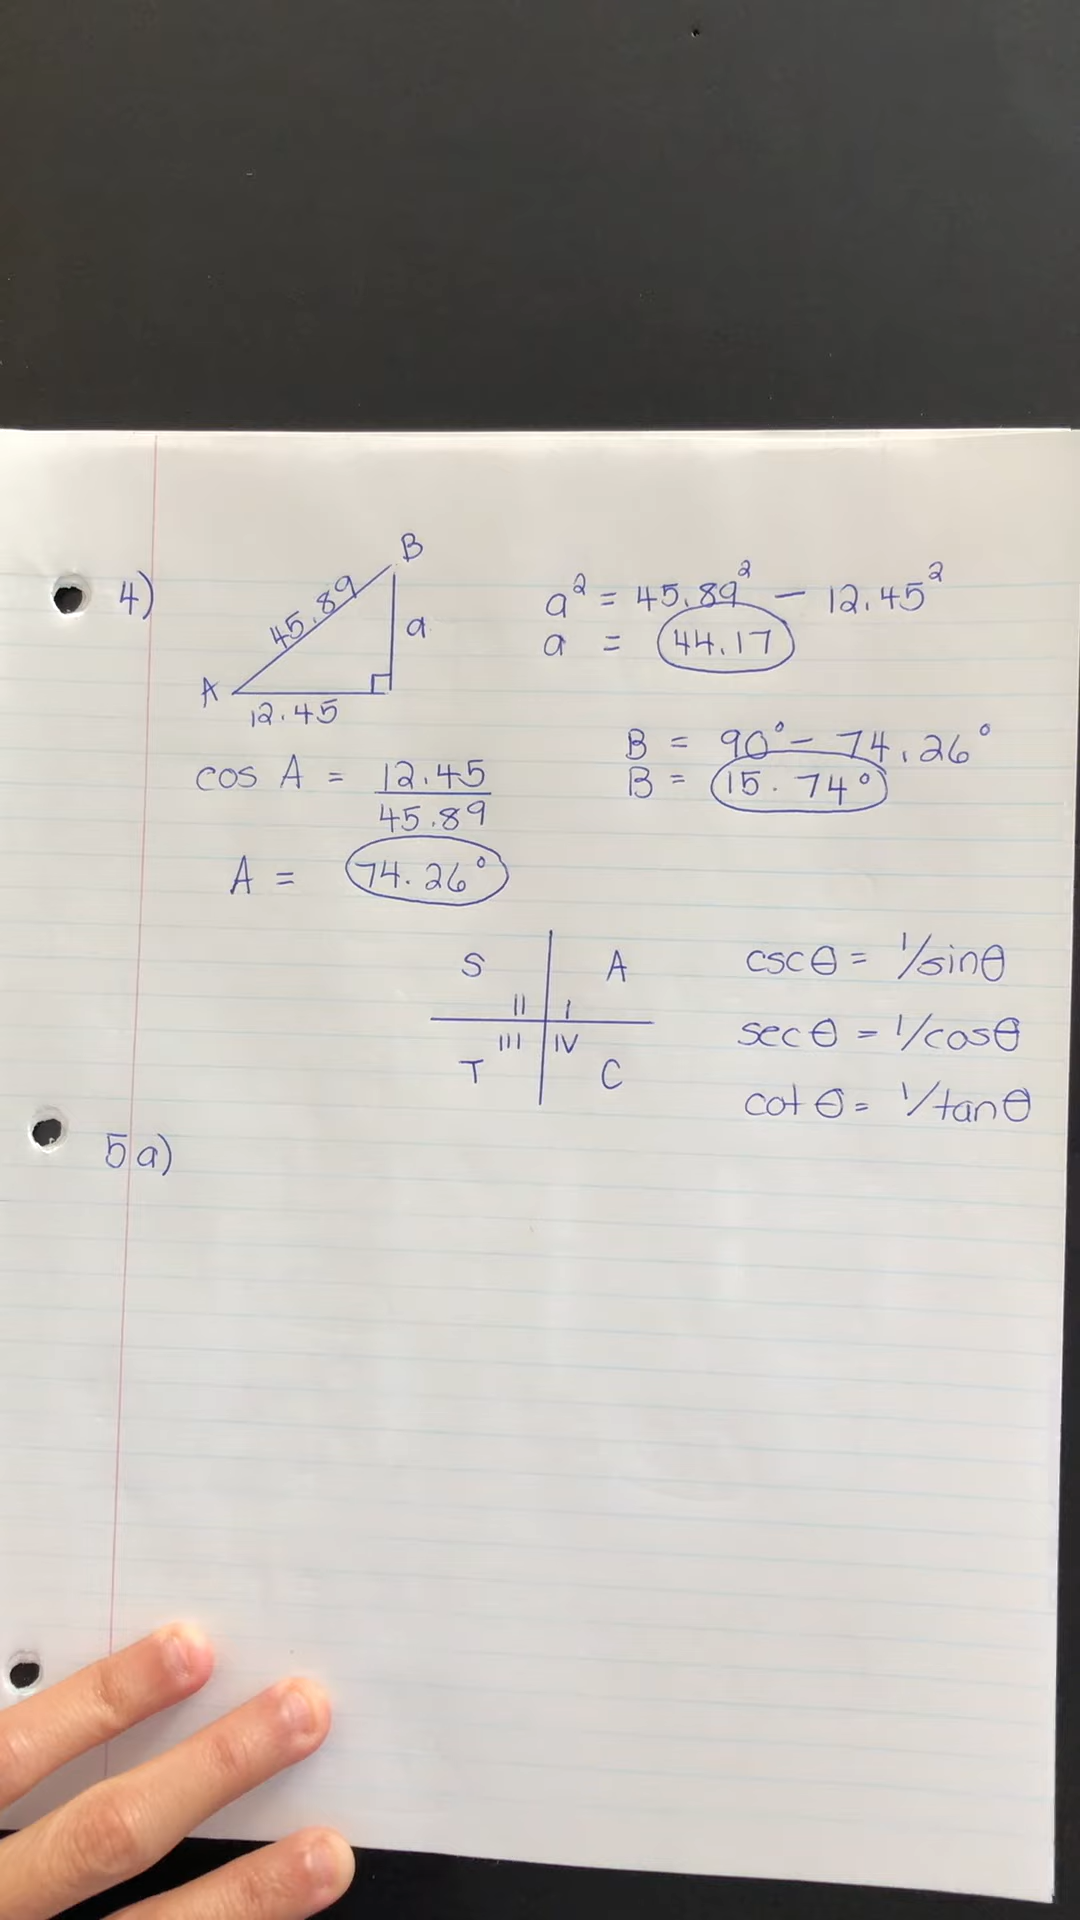 4)
B
45.89
a
A
12.45
a² = 45.89² − 12.45²
a = 44.17
cos A = 12.45/45.89
A = 74.26°
B = 90° − 74.26°
B = 15.74°
S A
II I
III IV
T C
cscθ = 1/sinθ
secθ = 1/cosθ
cotθ = 1/tanθ
5a)